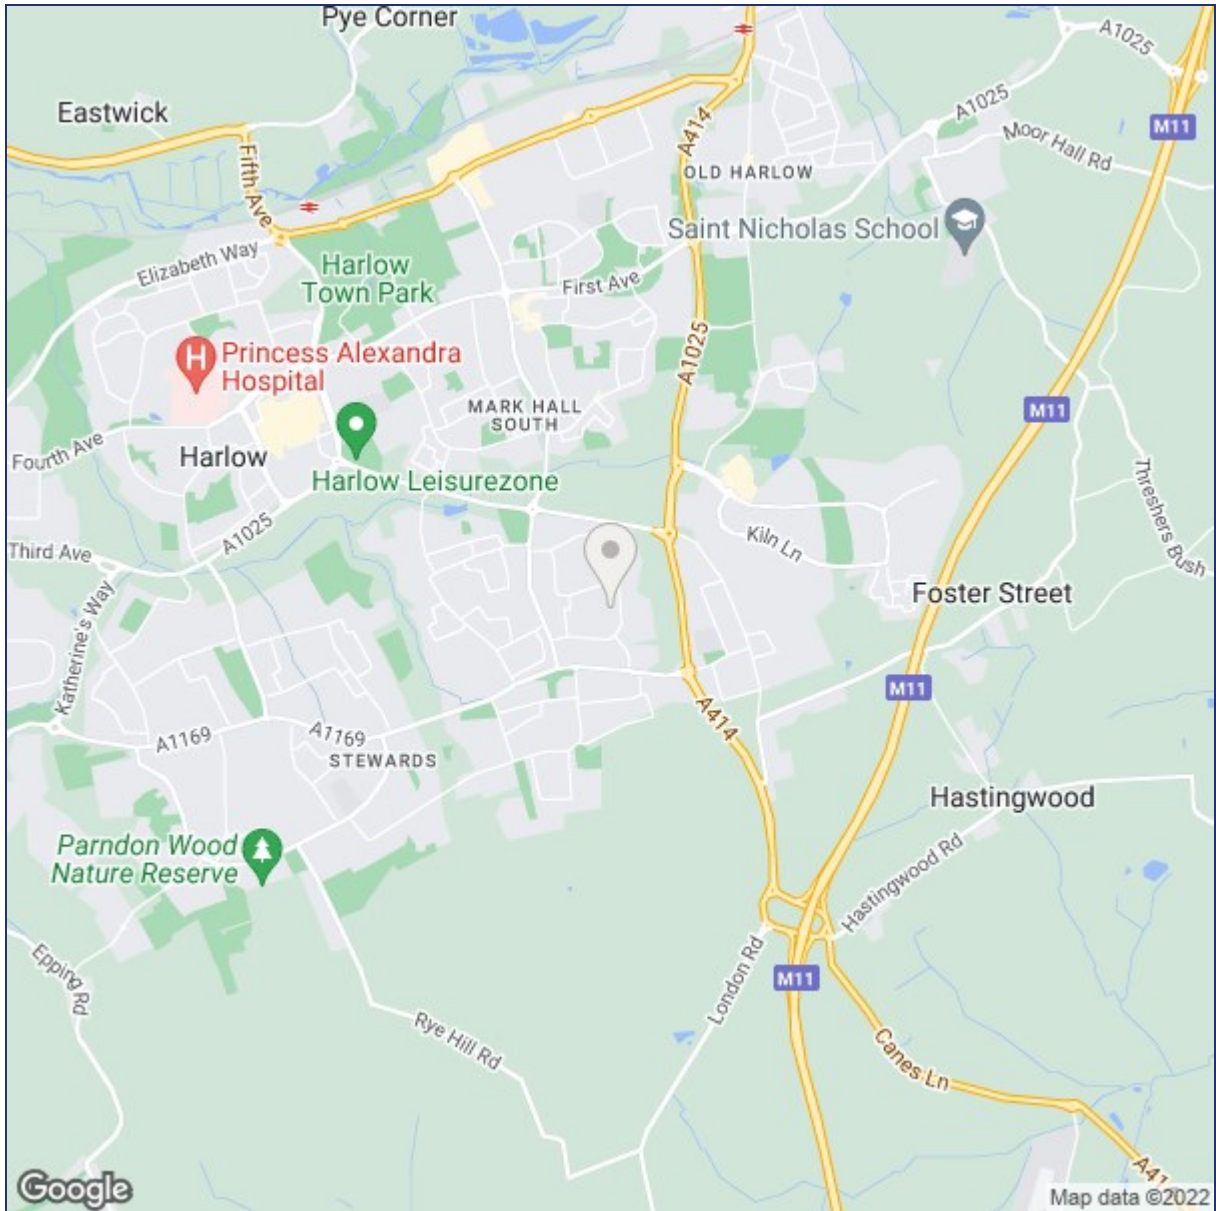 Pye Corner
A1025
Eastwick
A1025
M11
Fifth Ave
A414
Moor Hall Rd
OLD HARLOW
Saint Nicholas School
Elizabeth Way
Harlow
Town Park
First Ave
A1025
Princess Alexandra
Hospital
MARK HALL
SOUTH
M11
Fourth Ave
Harlow
Harlow Leisurezone
Threshers Bush
A1025
Kiln Ln
Third Ave
Foster Street
Katherine's Way
M11
A414
A1169
A1169
STEWARDS
Hastingwood
Parndon Wood
Nature Reserve
Hastingwood Rd
Epping Rd
London Rd
M11
Rye Hill Rd
Canes Ln
Google
Map data ©2022